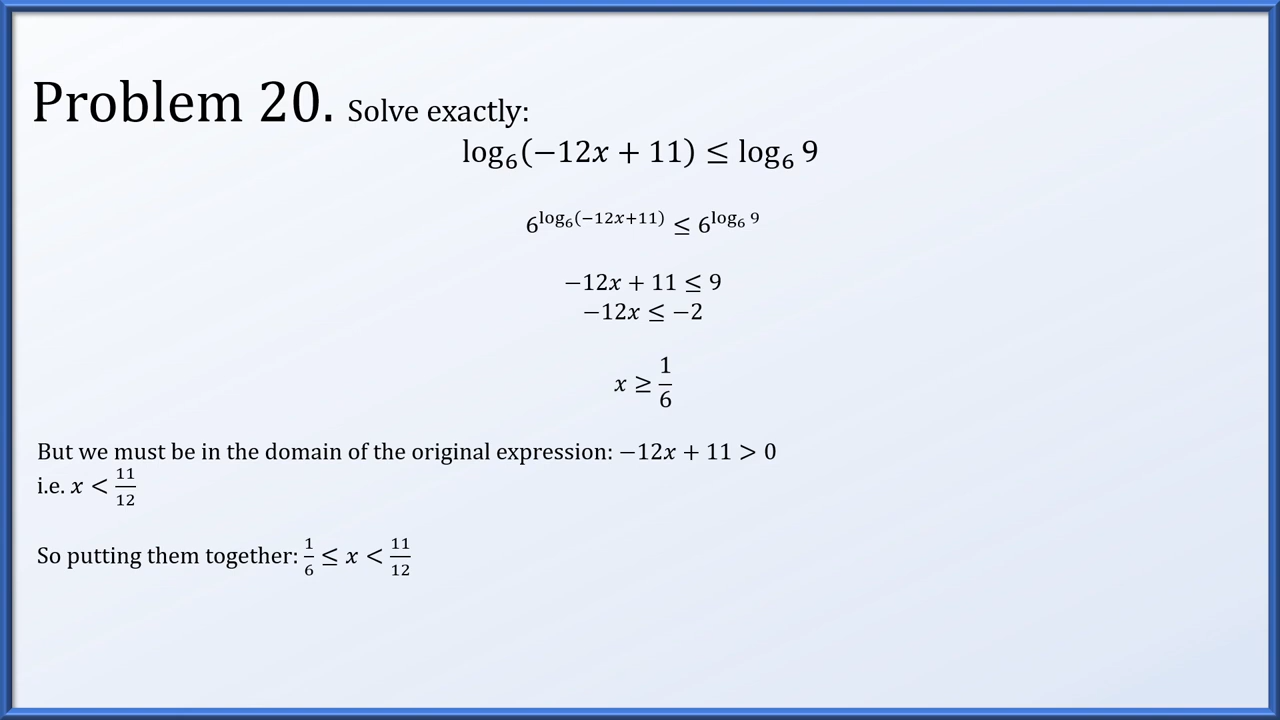 Problem 20. Solve exactly:
log₆(−12x + 11) ≤ log₆ 9
6^(log₆(−12x+11)) ≤ 6^(log₆ 9)
−12x + 11 ≤ 9
−12x ≤ −2
x ≥ 1/6
But we must be in the domain of the original expression: −12x + 11 > 0
i.e. x < 11/12
So putting them together: 1/6 ≤ x < 11/12